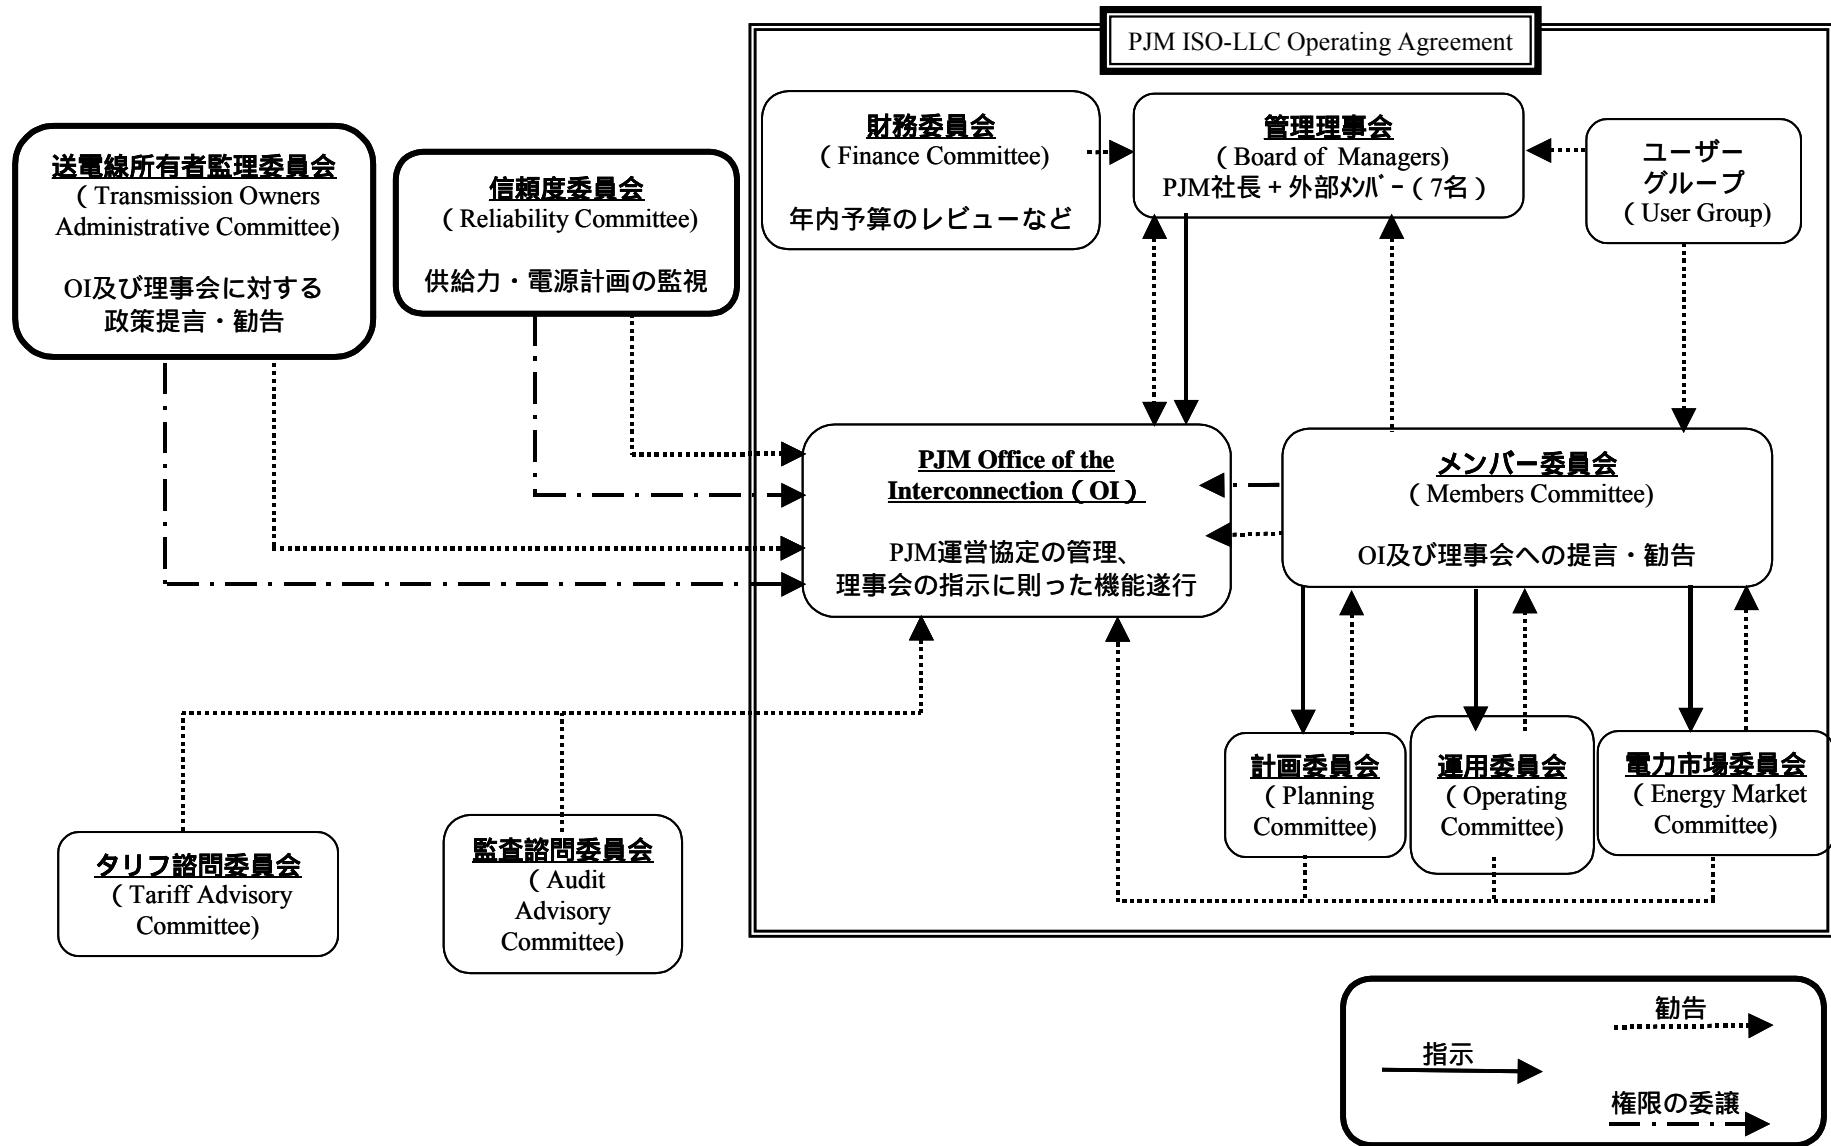 PJM ISO-LLC Operating Agreement
財務委員会
( Finance Committee)
年内予算のレビューなど
管理理事会
( Board of Managers)
PJM社長 + 外部ﾒﾝﾊﾞｰ ( 7名 )
ユーザー
グループ
( User Group)
送電線所有者監理委員会
( Transmission Owners
Administrative Committee)
OI及び理事会に対する
政策提言・勧告
信頼度委員会
( Reliability Committee)
供給力・電源計画の監視
PJM Office of the
Interconnection ( OI )
PJM運営協定の管理、
理事会の指示に則った機能遂行
メンバー委員会
( Members Committee)
OI及び理事会への提言・勧告
計画委員会
( Planning
Committee)
運用委員会
( Operating
Committee)
電力市場委員会
( Energy Market
Committee)
タリフ諮問委員会
( Tariff Advisory
Committee)
監査諮問委員会
( Audit
Advisory
Committee)
勧告
指示
権限の委譲